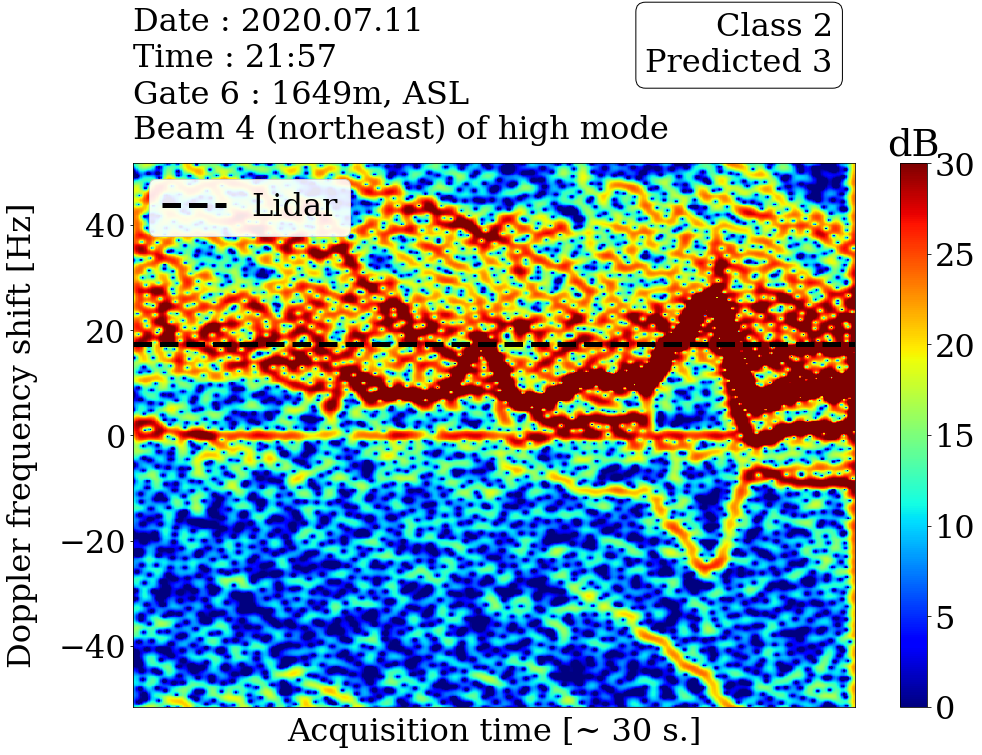 Date : 2020.07.11
Time : 21:57
Gate 6 : 1649m, ASL
Beam 4 (northeast) of high mode
Class 2
Predicted 3
dB
Lidar
Doppler frequency shift [Hz]
40
20
0
−20
−40
30
25
20
15
10
5
0
Acquisition time [~ 30 s.]